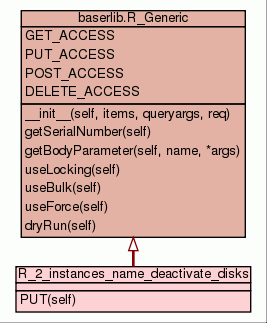 baserlib.R_Generic
GET_ACCESS
PUT_ACCESS
POST_ACCESS
DELETE_ACCESS
__init__(self, items, queryargs, req)
getSerialNumber(self)
getBodyParameter(self, name, *args)
useLocking(self)
useBulk(self)
useForce(self)
dryRun(self)
R_2_instances_name_deactivate_disks
PUT(self)